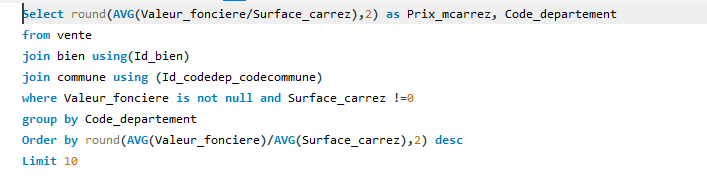 Select round(AVG(Valeur_fonciere/Surface_carrez),2) as Prix_mcarrez, Code_departement
from vente
join bien using(Id_bien)
join commune using (Id_codedep_codecommune)
where Valeur_fonciere is not null and Surface_carrez !=0
group by Code_departement
Order by round(AVG(Valeur_fonciere)/AVG(Surface_carrez),2) desc
Limit 10